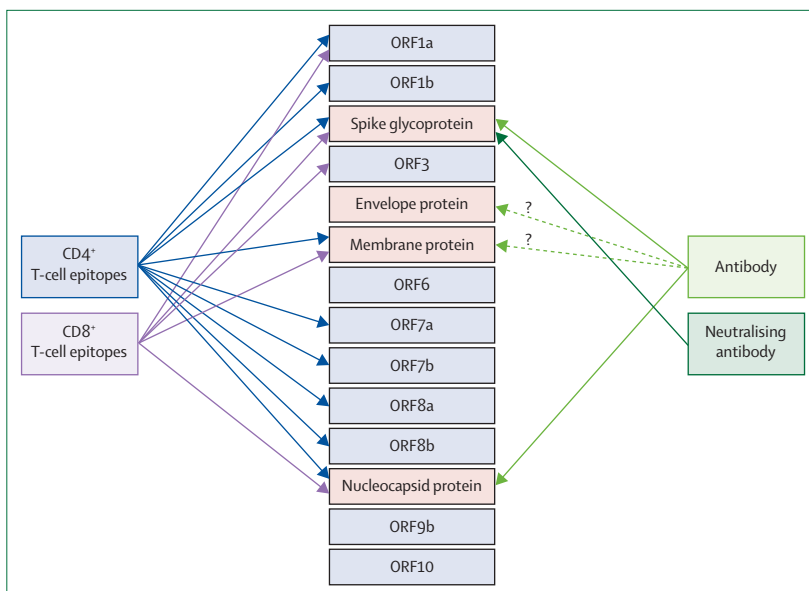 ORF1a
ORF1b
Spike glycoprotein
ORF3
Envelope protein
?
Membrane protein
?
CD4⁺
T-cell epitopes
Antibody
ORF6
CD8⁺
T-cell epitopes
ORF7a
Neutralising
antibody
ORF7b
ORF8a
ORF8b
Nucleocapsid protein
ORF9b
ORF10